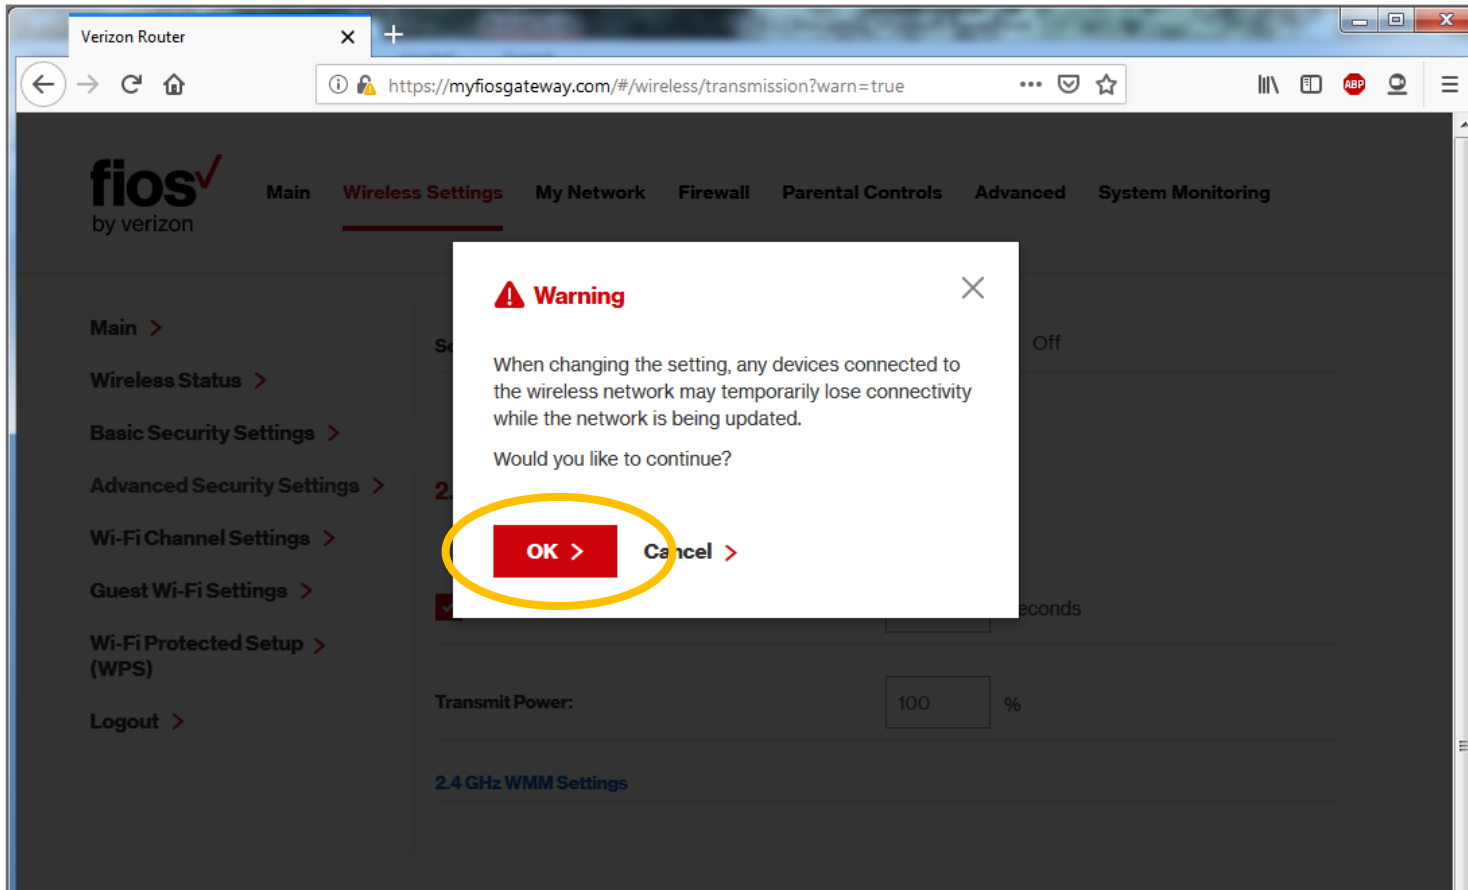 Verizon Router
https://myfiosgateway.com/#/wireless/transmission?warn=true
ABP
fios
by verizon
Main Wireless Settings My Network Firewall Parental Controls Advanced System Monitoring
Warning
Main
Off
When changing the setting, any devices connected to
the wireless network may temporarily lose connectivity
while the network is being updated.
Wireless Status
Basic Security Settings
Would you like to continue?
Advanced Security Settings
2.
Wi-Fi Channel Settings
OK Cancel
Guest Wi-Fi Settings
econds
Wi-Fi Protected Setup
(WPS)
Transmit Power: 100 %
Logout
2.4 GHz WMM Settings